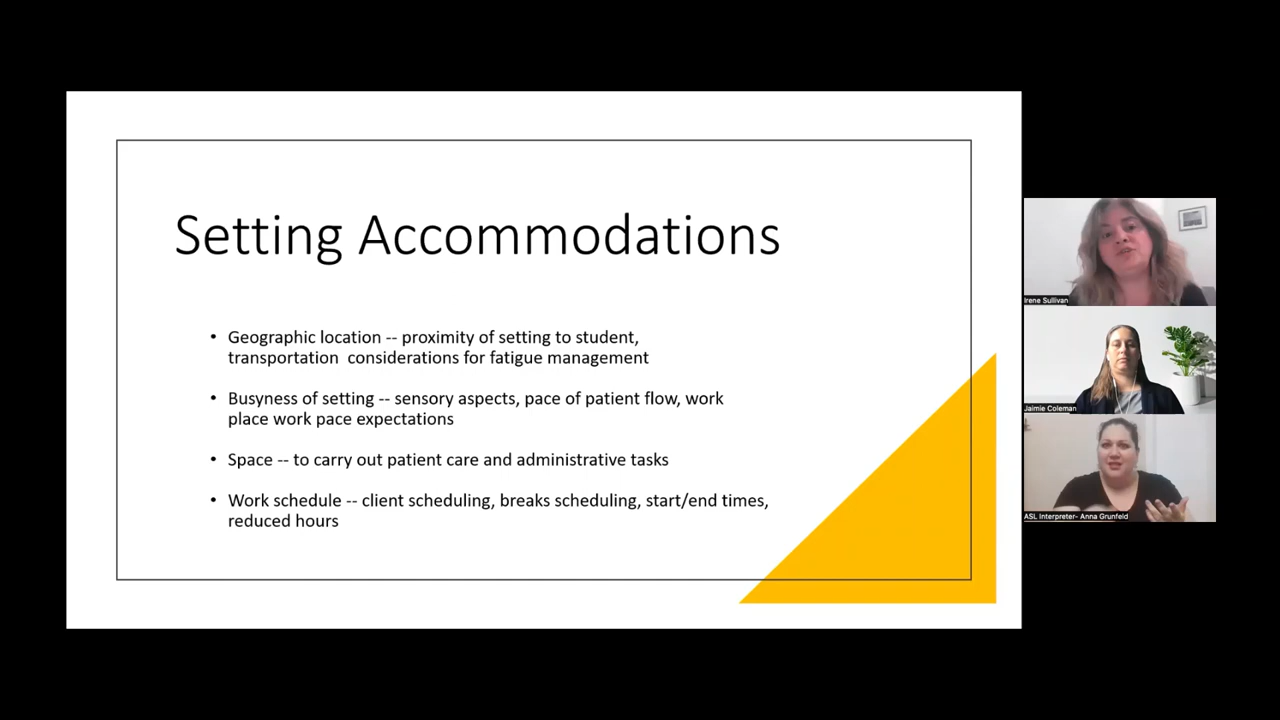 Setting Accommodations
• Geographic location -- proximity of setting to student,
transportation  considerations for fatigue management
• Busyness of setting -- sensory aspects, pace of patient flow, work
place work pace expectations
• Space -- to carry out patient care and administrative tasks
• Work schedule -- client scheduling, breaks scheduling, start/end times,
reduced hours
Irene Sullivan
Jaimie Coleman
ASL Interpreter- Anna Grunfeld